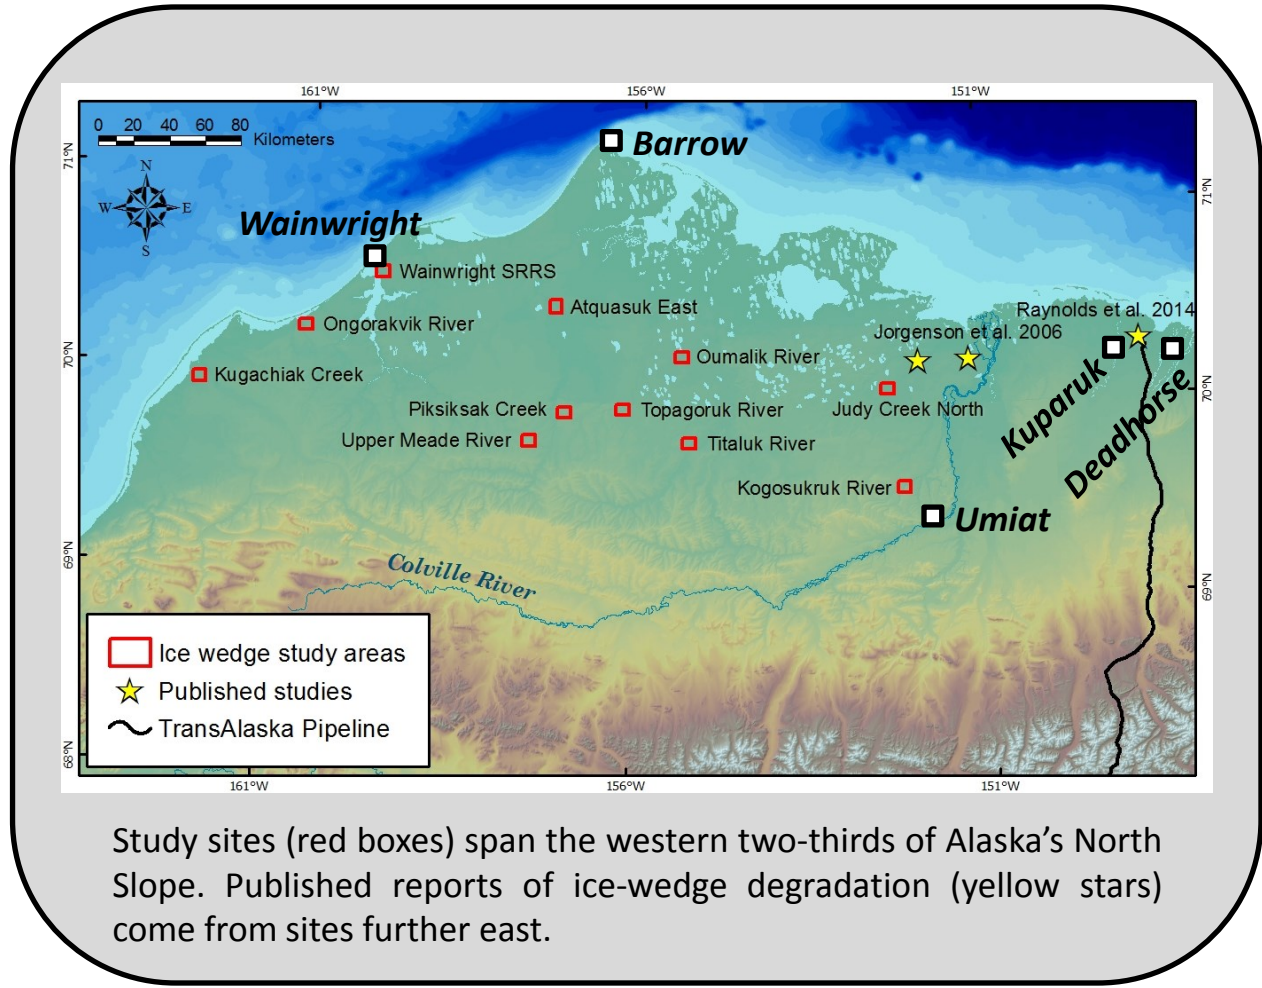 161°W 156°W 151°W
0 20 40 60 80
Kilometers
N
W E
S
71°N
71°N
Barrow
Wainwright
Wainwright SRRS
Atquasuk East
Ongorakvik River
Raynolds et al. 2014
Jorgenson et al. 2006
70°N
70°N
Oumalik River
Kugachiak Creek
Kuparuk
Deadhorse
Piksiksak Creek
Topagoruk River
Judy Creek North
Upper Meade River
Titaluk River
Kogosukruk River
Umiat
69°N
69°N
Colville River
Ice wedge study areas
Published studies
TransAlaska Pipeline
68°N
161°W 156°W 151°W
Study sites (red boxes) span the western two-thirds of Alaska’s North
Slope. Published reports of ice-wedge degradation (yellow stars)
come from sites further east.